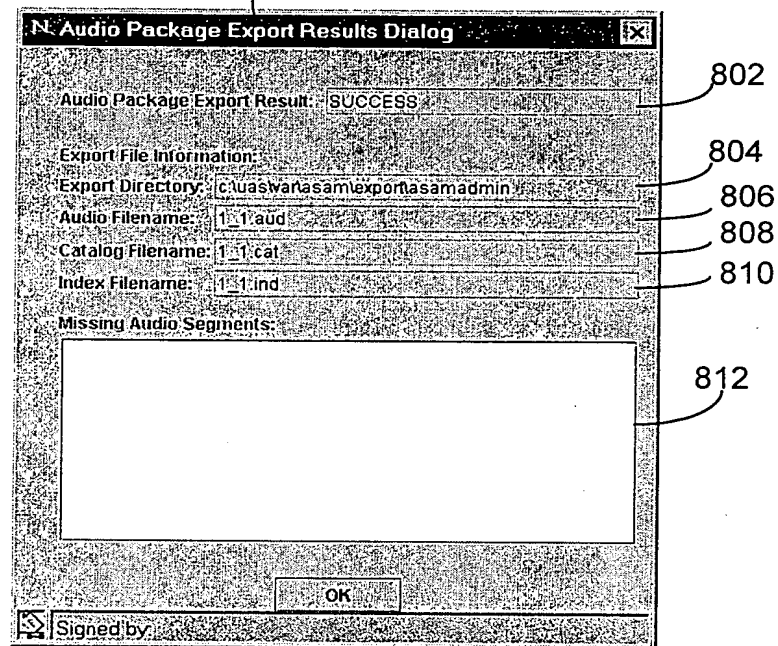 N. Audio Package Export Results Dialog
Audio Package Export Result: SUCCESS
802
Export File Information:
804
Export Directory: c:\uas\var\asam\export\asamadmin
806
Audio Filename: 1_1.aud
808
Catalog Filename: 1_1.cat
810
Index Filename: 1_1.ind
Missing Audio Segments:
812
OK
Signed by: